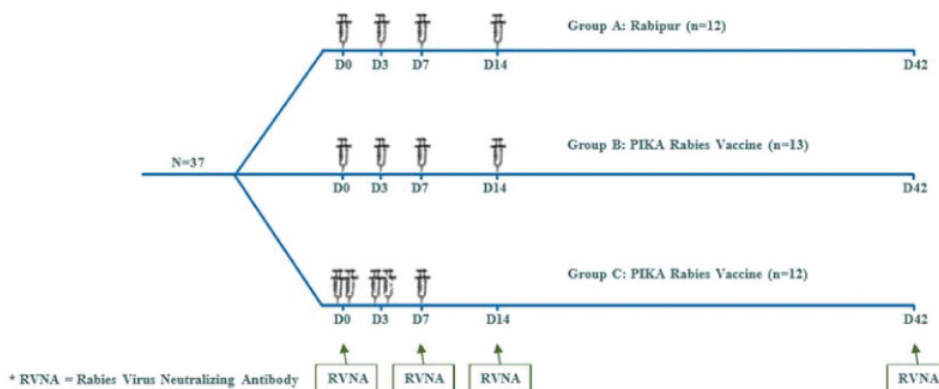 Group A: Rabipur (n=12)
D0 D3 D7 D14 D42
N=37
Group B: PIKA Rabies Vaccine (n=13)
D0 D3 D7 D14 D42
Group C: PIKA Rabies Vaccine (n=12)
D0 D3 D7 D14 D42
* RVNA = Rabies Virus Neutralizing Antibody RVNA RVNA RVNA RVNA